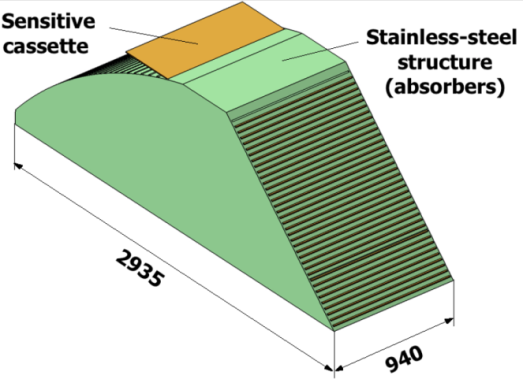 Sensitive
cassette
Stainless-steel
structure
(absorbers)
2935
940